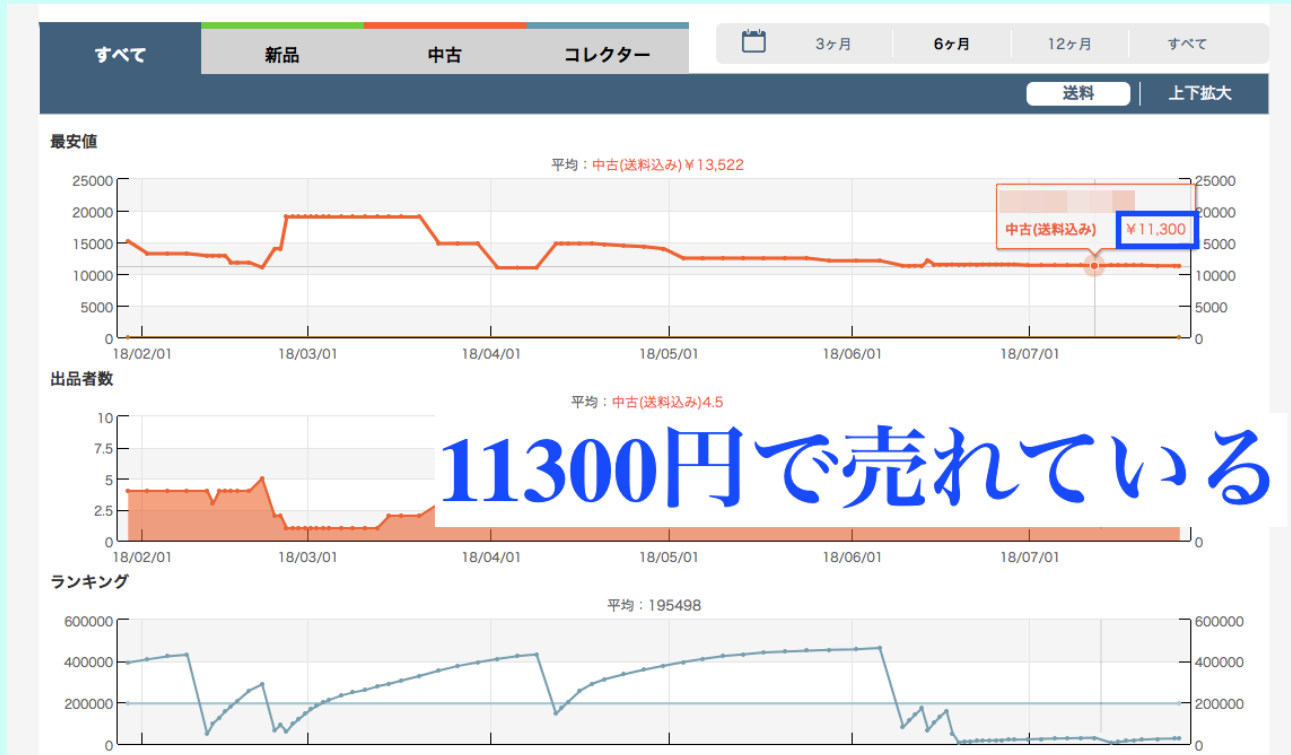 すべて
新品
中古
コレクター
3ヶ月
6ヶ月
12ヶ月
すべて
送料
上下拡大
最安値
平均：中古(送料込み)￥13,522
25000
20000
15000
10000
5000
0
25000
20000
15000
10000
5000
0
中古(送料込み) ￥11,300
18/02/01 18/03/01 18/04/01 18/05/01 18/06/01 18/07/01
出品者数
平均：中古(送料込み)4.5
10
7.5
5
2.5
0
0
11300円で売れている
18/02/01 18/03/01 18/04/01 18/05/01 18/06/01 18/07/01
ランキング
平均：195498
600000
400000
200000
0
600000
400000
200000
0